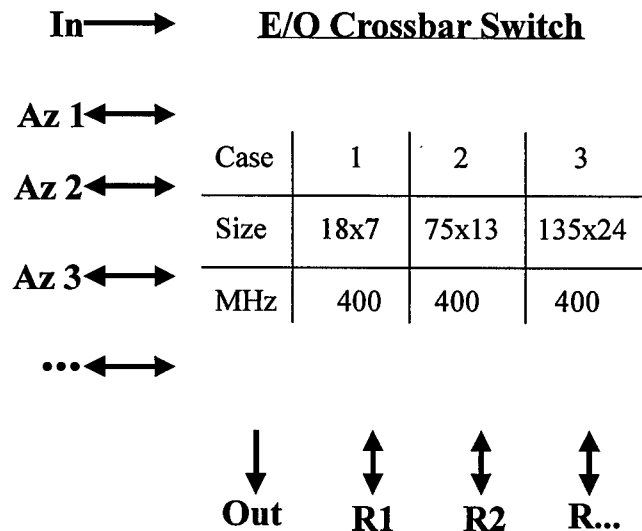 In E/O Crossbar Switch
Az 1
Case 1 2 3
Az 2
Size 18x7 75x13 135x24
Az 3
MHz 400 400 400
...
Out R1 R2 R...